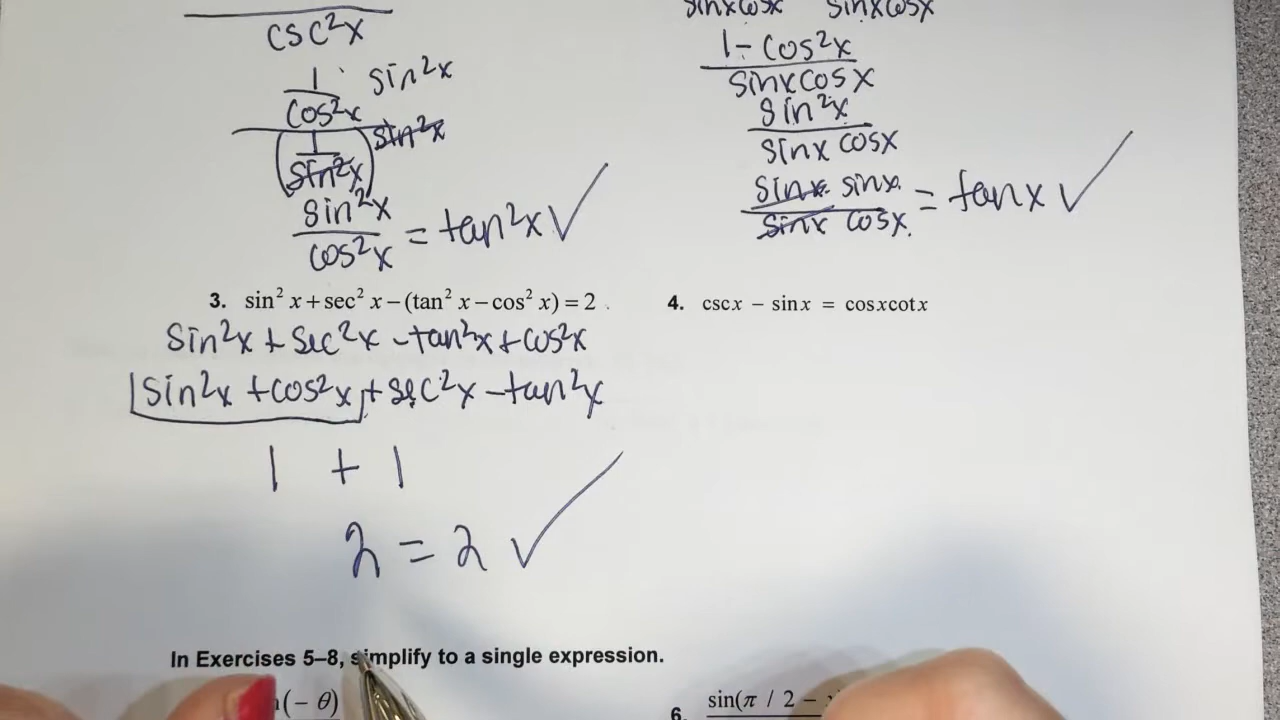 csc²x
1 · sin²x
cos²x
1 sin²x
sin²x
sin²x = tan²x ✓
cos²x
sinxcosx sinxcosx
1 - cos²x
sinxcosx
sin²x
sinx cosx
sinx· sinx = tanx ✓
sinx cosx
3. sin² x + sec² x − (tan² x − cos² x) = 2
sin²x + sec²x - tan²x + cos²x
sin²x + cos²x + sec²x - tan²x
1 + 1
2 = 2 ✓
4. cscx − sinx = cosxcotx
In Exercises 5–8, simplify to a single expression.
(− θ)
6. sin(π / 2 −